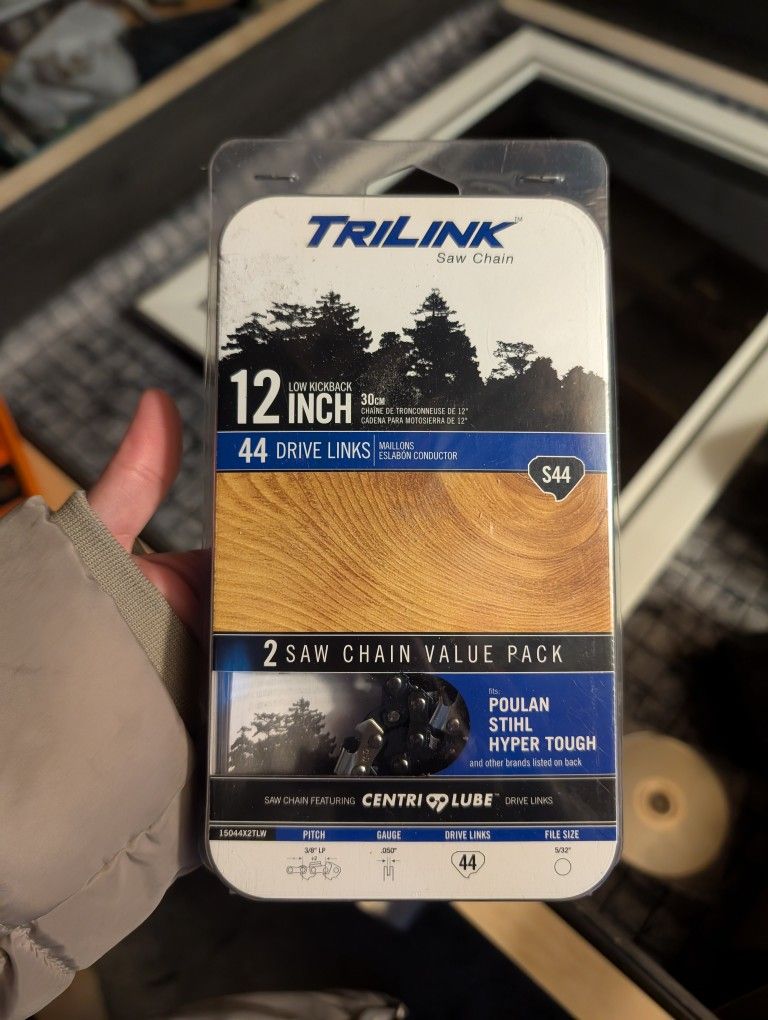 TRILINK™
Saw Chain
12 INCH LOW KICKBACK
30CM
CHAÎNE DE TRONCONNEUSE DE 12"
CADENA PARA MOTOSIERRA DE 12"
44 DRIVE LINKS
MAILLONS
ESLABÓN CONDUCTOR
S44
2 SAW CHAIN VALUE PACK
fits:
POULAN
STIHL
HYPER TOUGH
and other brands listed on back
SAW CHAIN FEATURING CENTRI LUBE™ DRIVE LINKS
15044X2TLW PITCH GAUGE DRIVE LINKS FILE SIZE
3/8" LP .050" 44 5/32"
x2